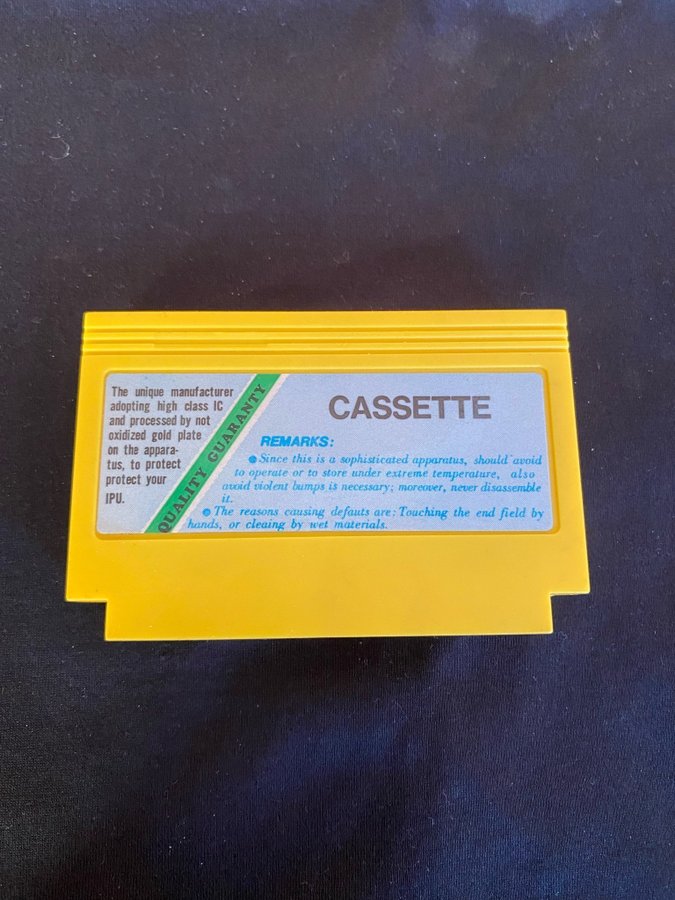 The unique manufacturer
adopting high class IC
and processed by not
oxidized gold plate
on the appara-
tus, to protect
protect your
IPU.
QUALITY GUARANTY
CASSETTE
REMARKS:
● Since this is a sophisticated apparatus, should avoid
to operate or to store under extreme temperature, also
avoid violent bumps is necessary; moreover, never disassemble
it.
● The reasons causing defauts are: Touching the end field by
hands, or cleaing by wet materials.